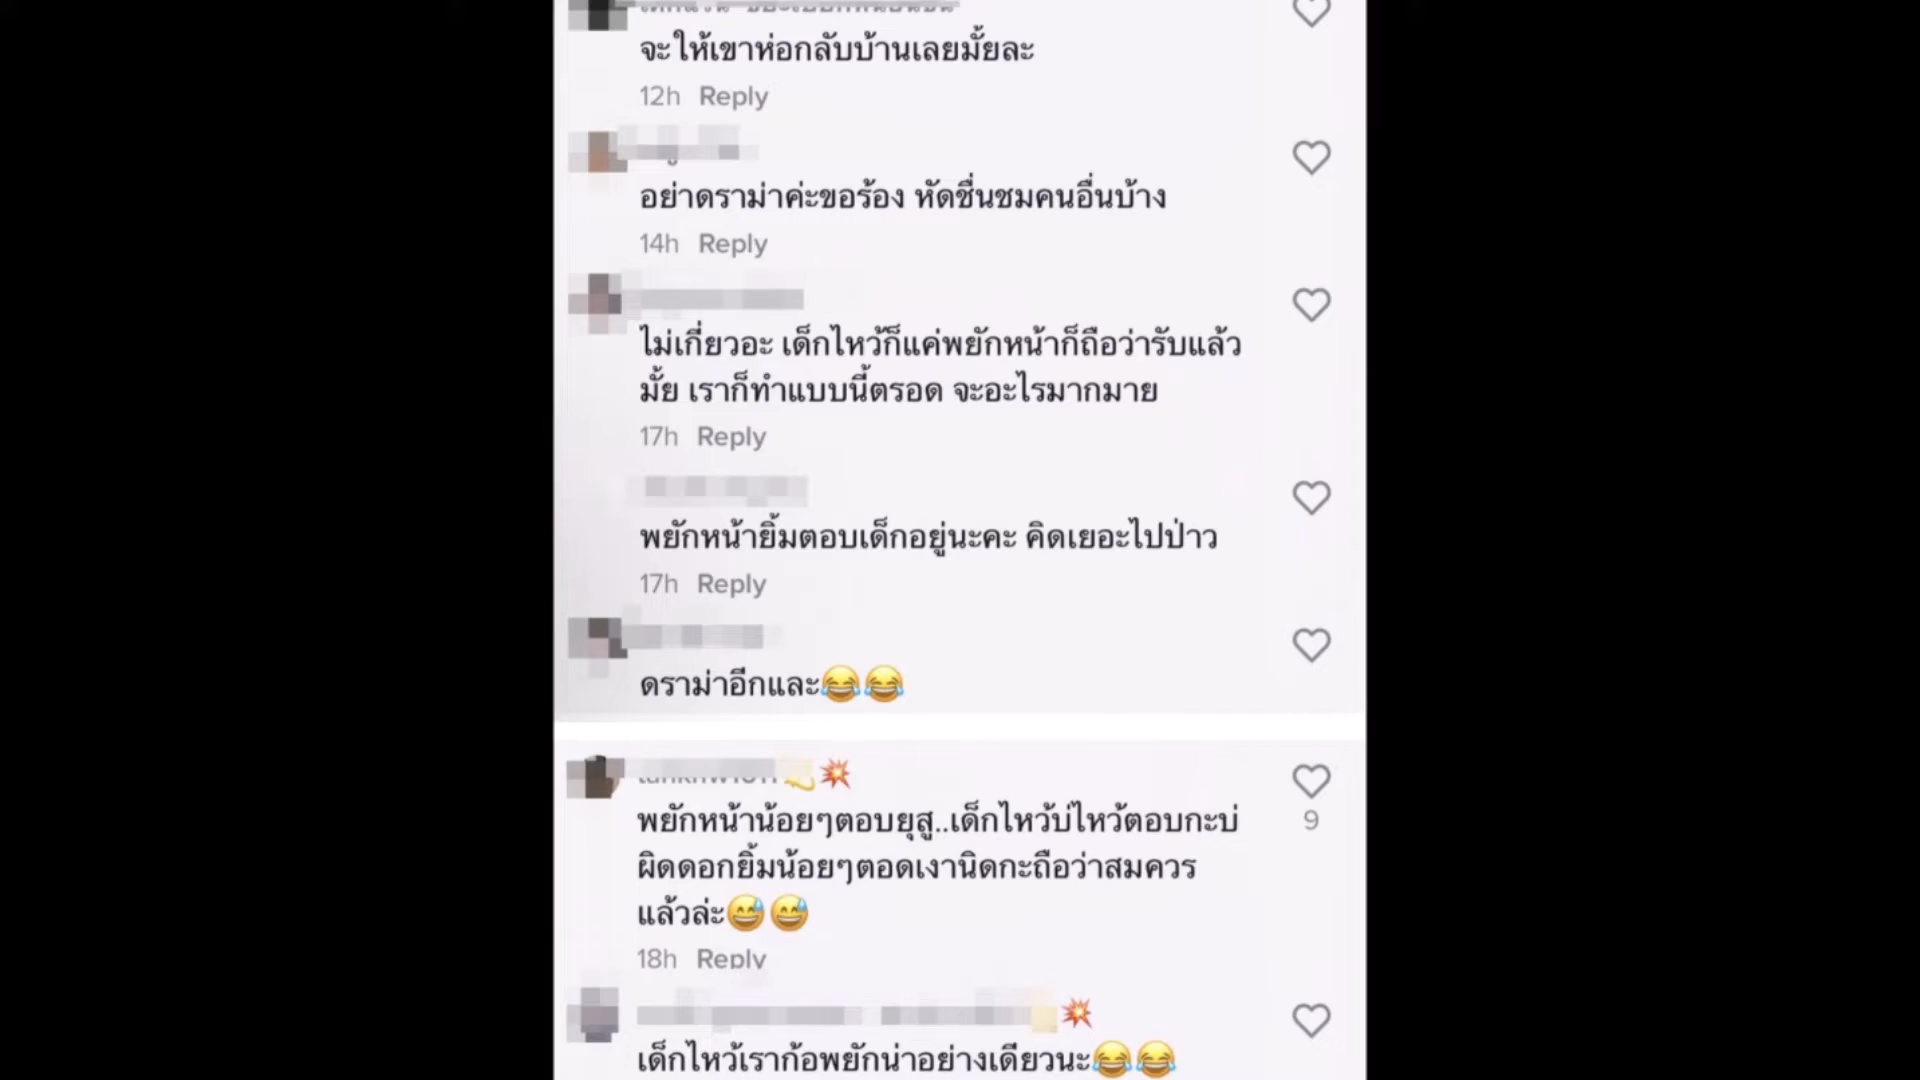 จะให้เขาห่อกลับบ้านเลยมั้ยละ
12h Reply
อย่าดราม่าค่ะขอร้อง หัดชื่นชมคนอื่นบ้าง
14h Reply
ไม่เกี่ยวอะ เด็กไหว้ก็แค่พยักหน้าก็ถือว่ารับแล้ว
มั้ย เราก็ทำแบบนี้ตรอด จะอะไรมากมาย
17h Reply
พยักหน้ายิ้มตอบเด็กอยู่นะคะ คิดเยอะไปป่าว
17h Reply
ดราม่าอีกและ😂😂
💫💥
พยักหน้าน้อยๆตอบยุสู..เด็กไหว้บ่ไหว้ตอบกะบ่
9
ผิดดอกยิ้มน้อยๆตอดเงานิดกะถือว่าสมควร
แล้วล่ะ😅😅
18h Reply
💥
เด็กไหว้เราก้อพยักน่าอย่างเดียวนะ😂😂